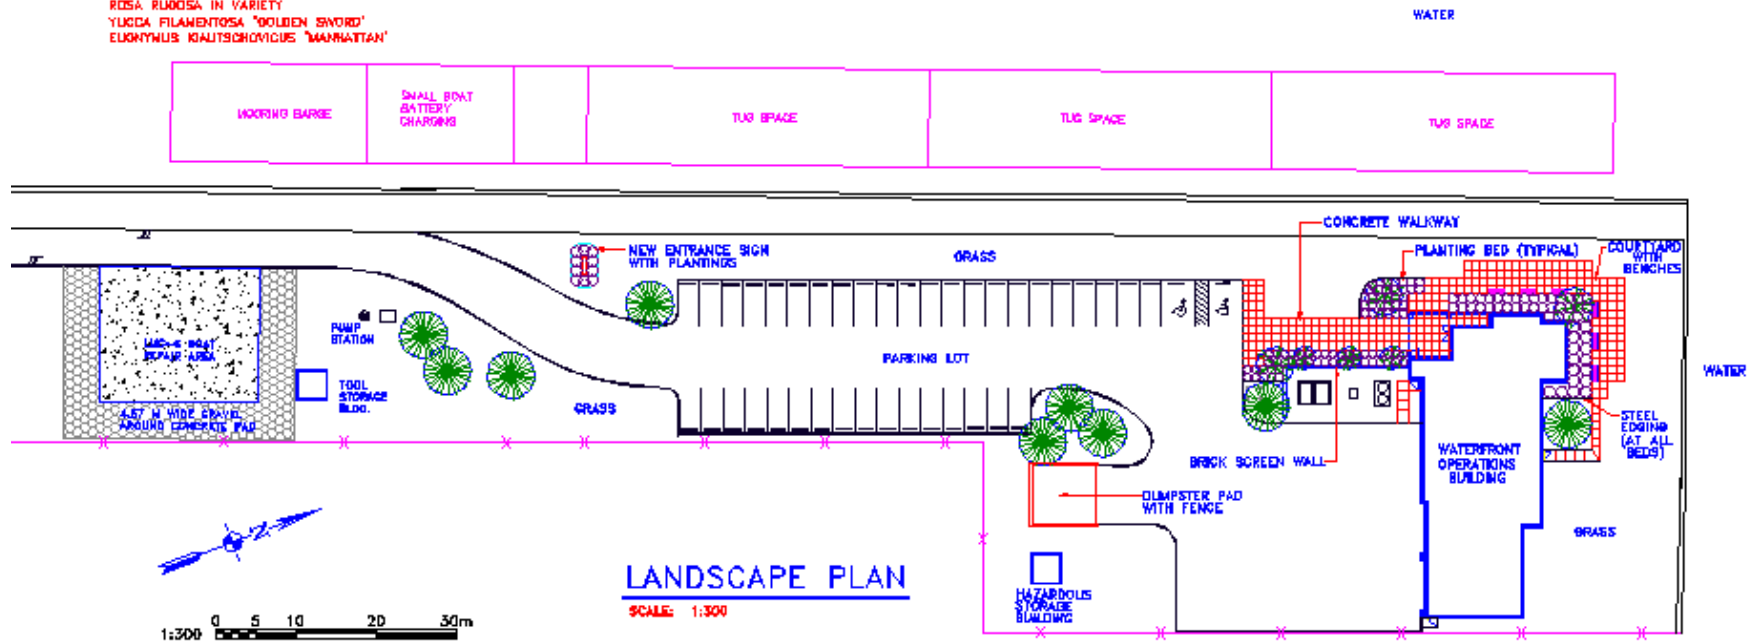 ROSA RUGOSA IN VARIETY
YUCCA FILAMENTOSA "GOLDEN SWORD"
EUONYMUS KIAUTSCHOVICUS "MANHATTAN"
WATER
MOORING BARGE
SMALL BOAT
BATTERY
CHARGING
TUG SPACE
TUG SPACE
TUG SPACE
CONCRETE WALKWAY
NEW ENTRANCE SIGN
WITH PLANTINGS
GRASS
PLANTING BED (TYPICAL)
COURTYARD
WITH
BENCHES
PUMP
STATION
BOAT
REPAIR AREA
PARKING LOT
WATER
TOOL
STORAGE
BLDG.
GRASS
4.57 M WIDE GRAVEL
AROUND CONCRETE PAD
STEEL
EDGING
(AT ALL
BEDS)
BRICK SCREEN WALL
WATERFRONT
OPERATIONS
BUILDING
DUMPSTER PAD
WITH FENCE
N
GRASS
LANDSCAPE PLAN
SCALE: 1:300
HAZARDOUS
STORAGE
BUILDING
0 5 10 20 30m
1:300